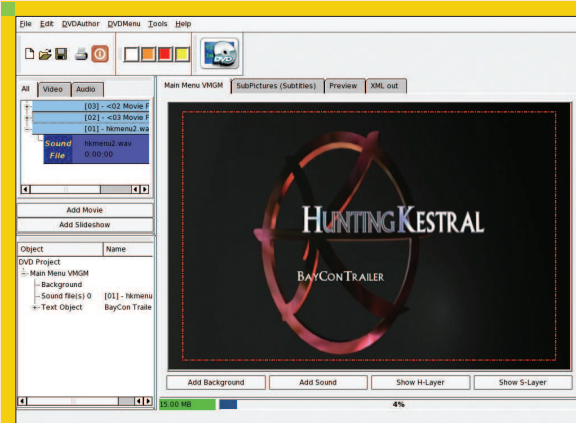 File Edit DVDAuthor DVDMenu Tools Help
DVD
All Video Audio
[03] - <02 Movie F
[02] - <03 Movie F
[01] - hkmenu2.wa
Sound hkmenu2.wav
File 0:00:00
Add Movie
Add Slideshow
Object Name
DVD Project
Main Menu VMGM
Background
Sound file(s) 0 [01] - hkmenu
Text Object BayCon Traile
Main Menu VMGM SubPictures (Subtitles) Preview XML out
HUNTINGKESTRAL
BAYCONTRAILER
Add Background Add Sound Show H-Layer Show S-Layer
15.00 MB 4%